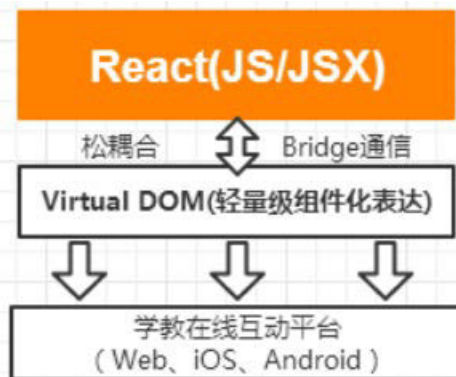 React(JS/JSX)
松耦合 Bridge通信
Virtual DOM(轻量级组件化表达)
学教在线互动平台
(Web、iOS、Android)